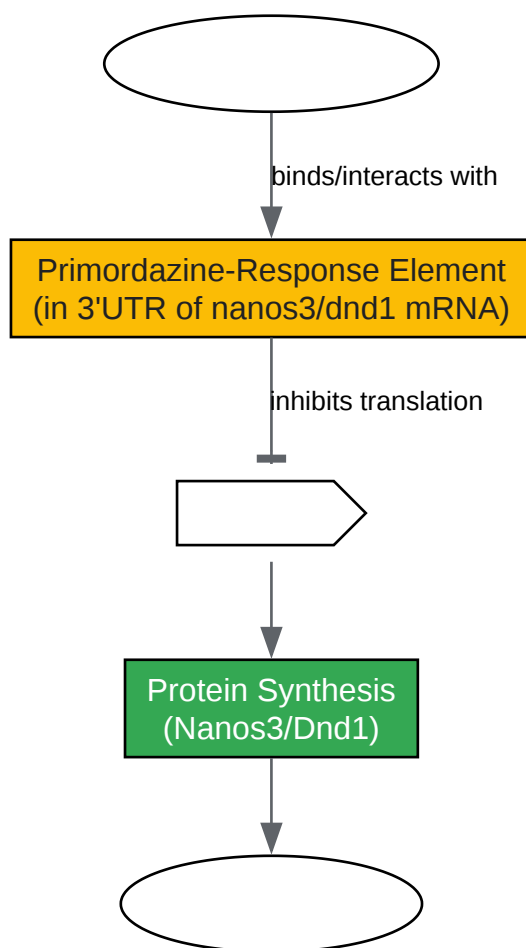 binds/interacts with
Primordazine-Response Element
(in 3'UTR of nanos3/dnd1 mRNA)
inhibits translation
Protein Synthesis
(Nanos3/Dnd1)